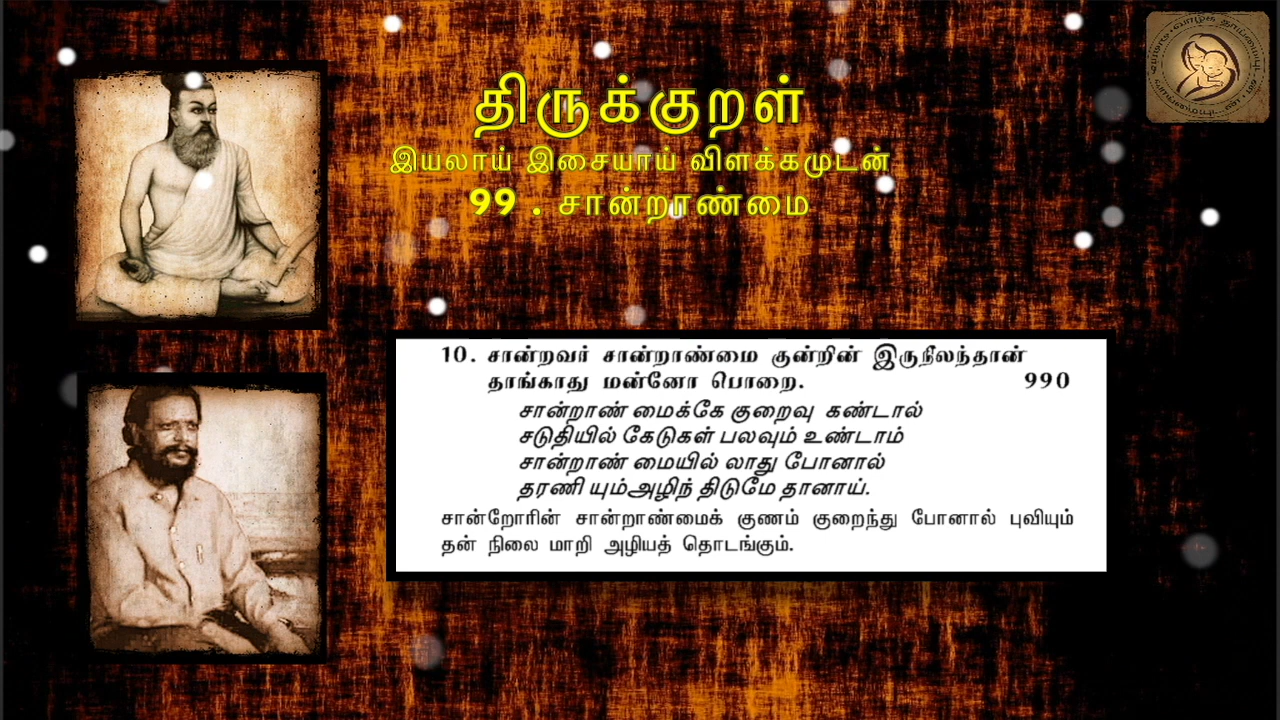 திருக்குறள்
இயலாய் இசையாய் விளக்கமுடன்
99 . சான்றாண்மை
10. சான்றவர் சான்றாண்மை குன்றின் இருநிலந்தான்
தாங்காது மன்னோ பொறை. 990
சான்றாண் மைக்கே குறைவு கண்டால்
சடுதியில் கேடுகள் பலவும் உண்டாம்
சான்றாண் மையில் லாது போனால்
தரணி யும்அழிந் திடுமே தானாய்.
சான்றோரின் சான்றாண்மைக் குணம் குறைந்து போனால் புவியும்
தன் நிலை மாறி அழியத் தொடங்கும்.